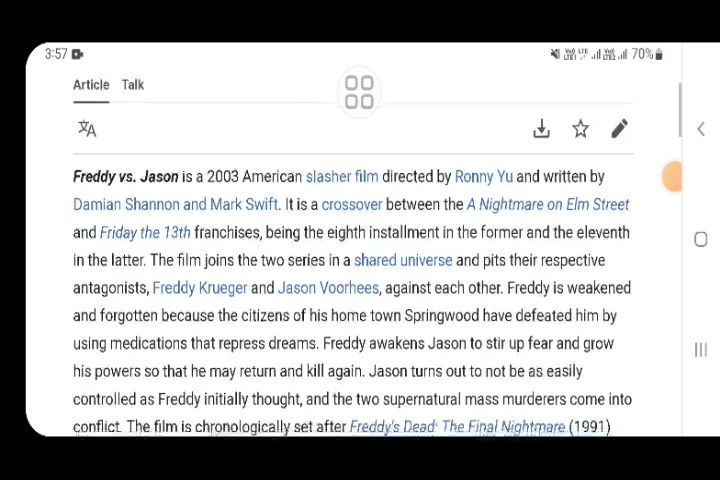 3:57
Vo) LTE1 LTE Vo) LTE2 70%
Article Talk
Freddy vs. Jason is a 2003 American slasher film directed by Ronny Yu and written by
Damian Shannon and Mark Swift. It is a crossover between the A Nightmare on Elm Street
and Friday the 13th franchises, being the eighth installment in the former and the eleventh
in the latter. The film joins the two series in a shared universe and pits their respective
antagonists, Freddy Krueger and Jason Voorhees, against each other. Freddy is weakened
and forgotten because the citizens of his home town Springwood have defeated him by
using medications that repress dreams. Freddy awakens Jason to stir up fear and grow
his powers so that he may return and kill again. Jason turns out to not be as easily
controlled as Freddy initially thought, and the two supernatural mass murderers come into
conflict. The film is chronologically set after Freddy's Dead: The Final Nightmare (1991)